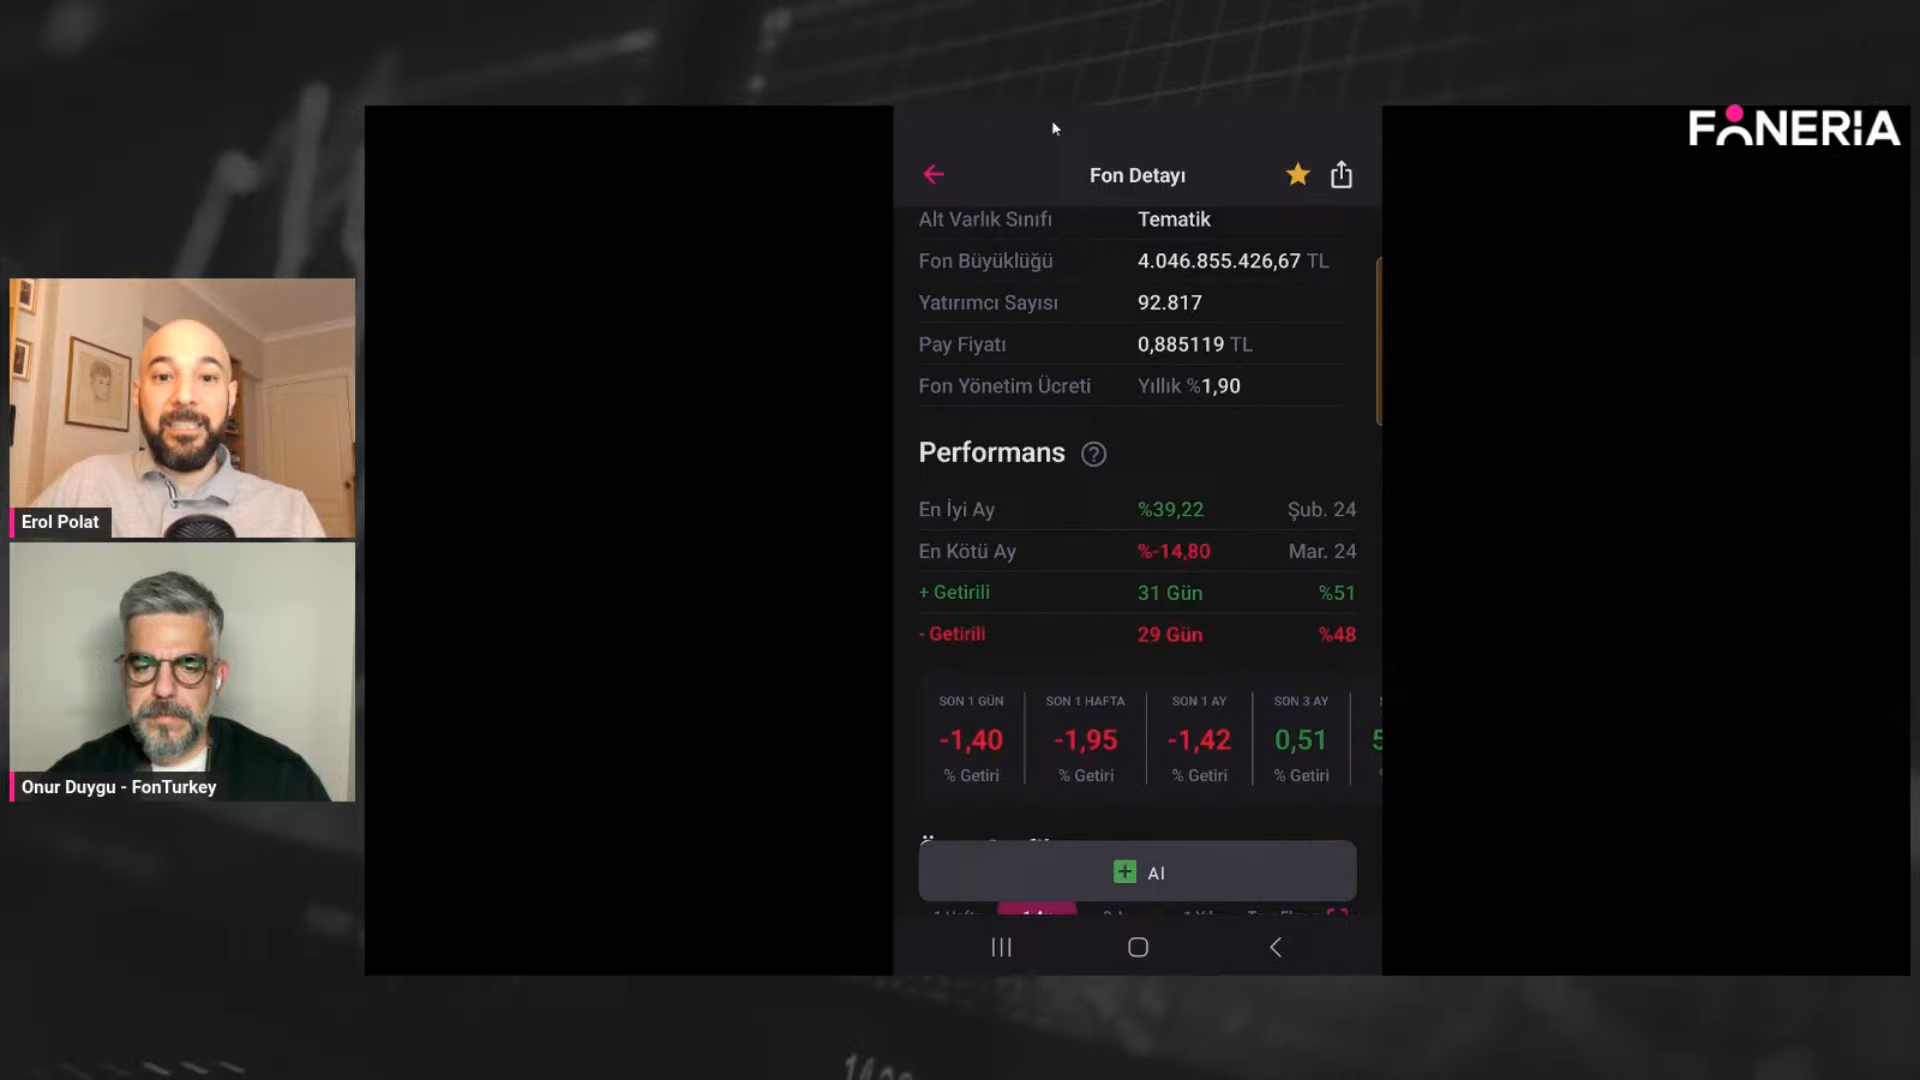 FONERIA
Fon Detayı
Alt Varlık Sınıfı Tematik
Fon Büyüklüğü 4.046.855.426,67 TL
Yatırımcı Sayısı 92.817
Pay Fiyatı 0,885119 TL
Fon Yönetim Ücreti Yıllık %1,90
Performans ?
En İyi Ay %39,22 Şub. 24
En Kötü Ay %-14,80 Mar. 24
+ Getirili 31 Gün %51
- Getirili 29 Gün %48
SON 1 GÜN SON 1 HAFTA SON 1 AY SON 3 AY
-1,40 -1,95 -1,42 0,51
% Getiri % Getiri % Getiri % Getiri
Al
Erol Polat
Onur Duygu - FonTurkey